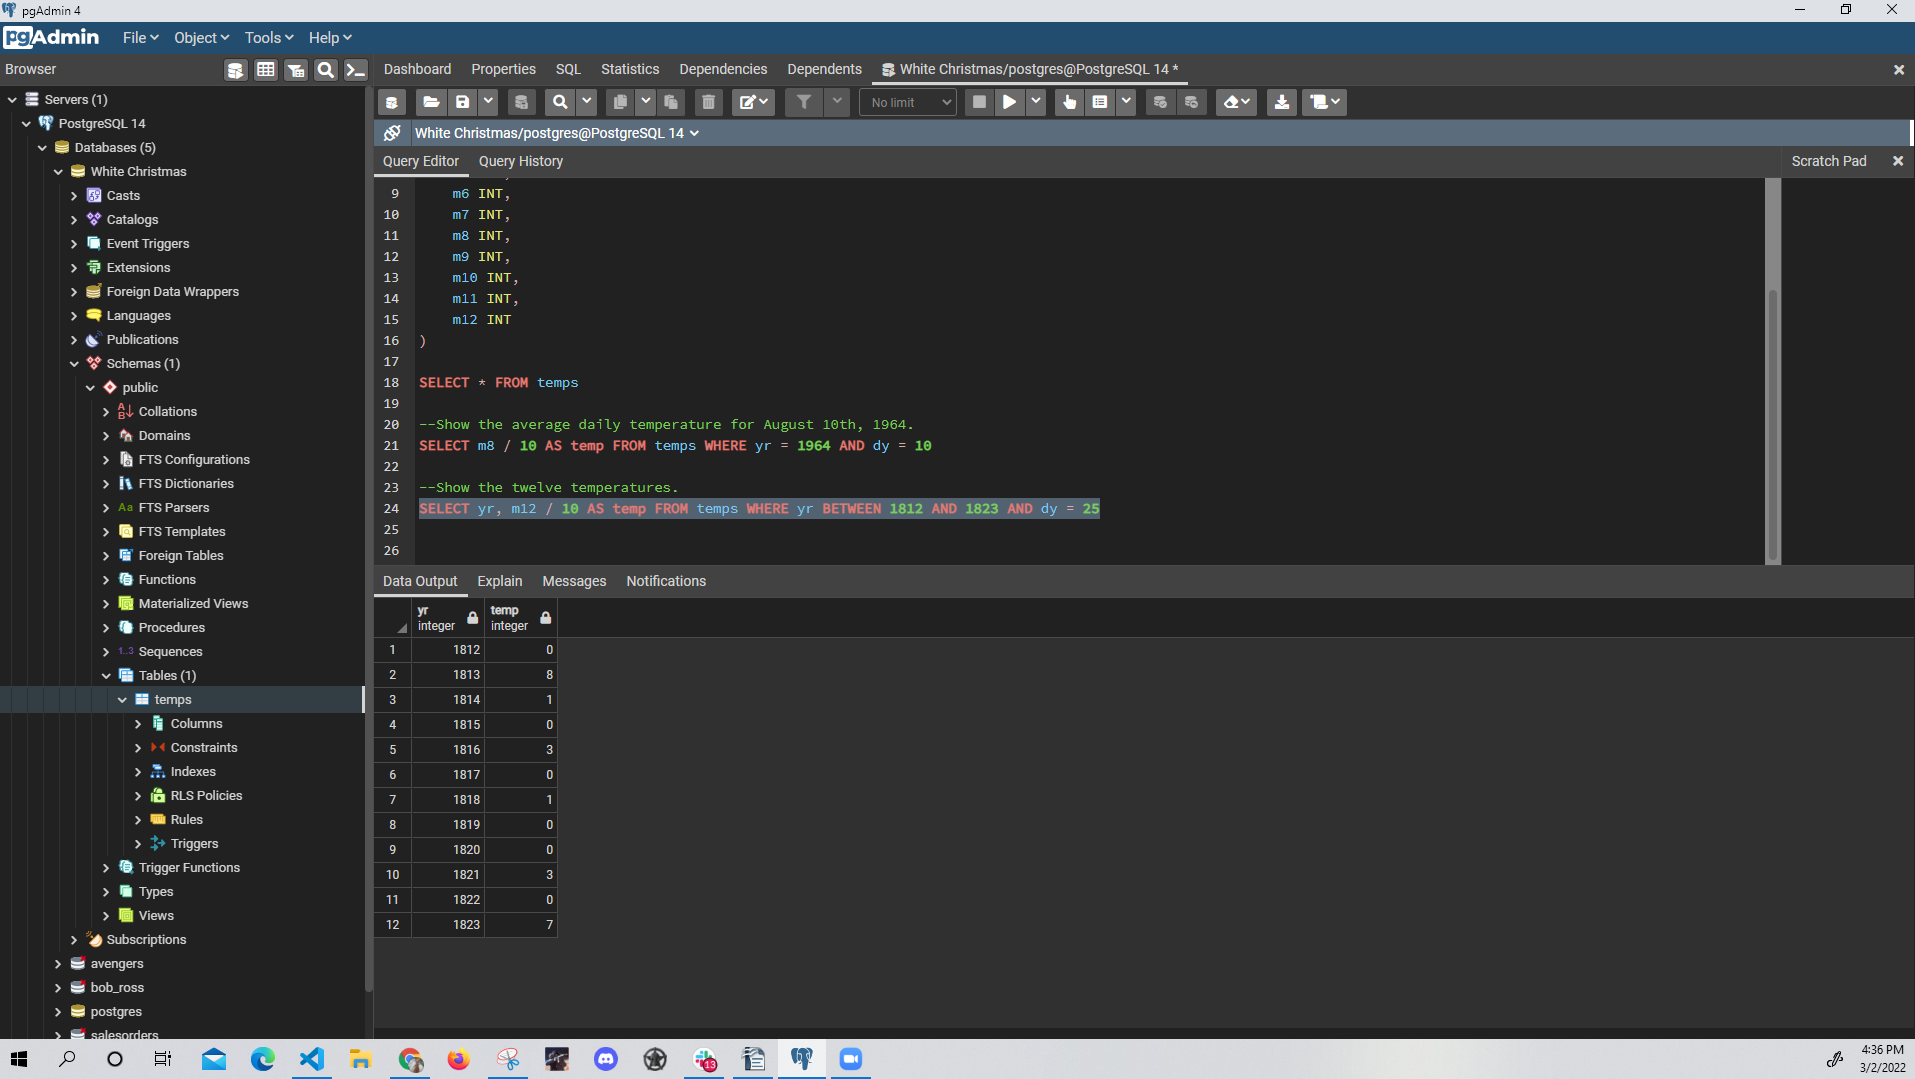 pgAdmin 4
pgAdmin File Object Tools Help
Browser
Dashboard Properties SQL Statistics Dependencies Dependents White Christmas/postgres@PostgreSQL 14 *
No limit
White Christmas/postgres@PostgreSQL 14
Query Editor Query History
Scratch Pad
Servers (1)
PostgreSQL 14
Databases (5)
White Christmas
Casts
Catalogs
Event Triggers
Extensions
Foreign Data Wrappers
Languages
Publications
Schemas (1)
public
Collations
Domains
FTS Configurations
FTS Dictionaries
Aa FTS Parsers
FTS Templates
Foreign Tables
Functions
Materialized Views
Procedures
1..3 Sequences
Tables (1)
temps
Columns
Constraints
Indexes
RLS Policies
Rules
Triggers
Trigger Functions
Types
Views
Subscriptions
avengers
bob_ross
postgres
salesorders
9 m6 INT,
10 m7 INT,
11 m8 INT,
12 m9 INT,
13 m10 INT,
14 m11 INT,
15 m12 INT
16 )
17
18 SELECT * FROM temps
19
20 --Show the average daily temperature for August 10th, 1964.
21 SELECT m8 / 10 AS temp FROM temps WHERE yr = 1964 AND dy = 10
22
23 --Show the twelve temperatures.
24 SELECT yr, m12 / 10 AS temp FROM temps WHERE yr BETWEEN 1812 AND 1823 AND dy = 25
25
26
Data Output Explain Messages Notifications
yr temp
integer integer
1 1812 0
2 1813 8
3 1814 1
4 1815 0
5 1816 3
6 1817 0
7 1818 1
8 1819 0
9 1820 0
10 1821 3
11 1822 0
12 1823 7
13
4:36 PM
3/2/2022